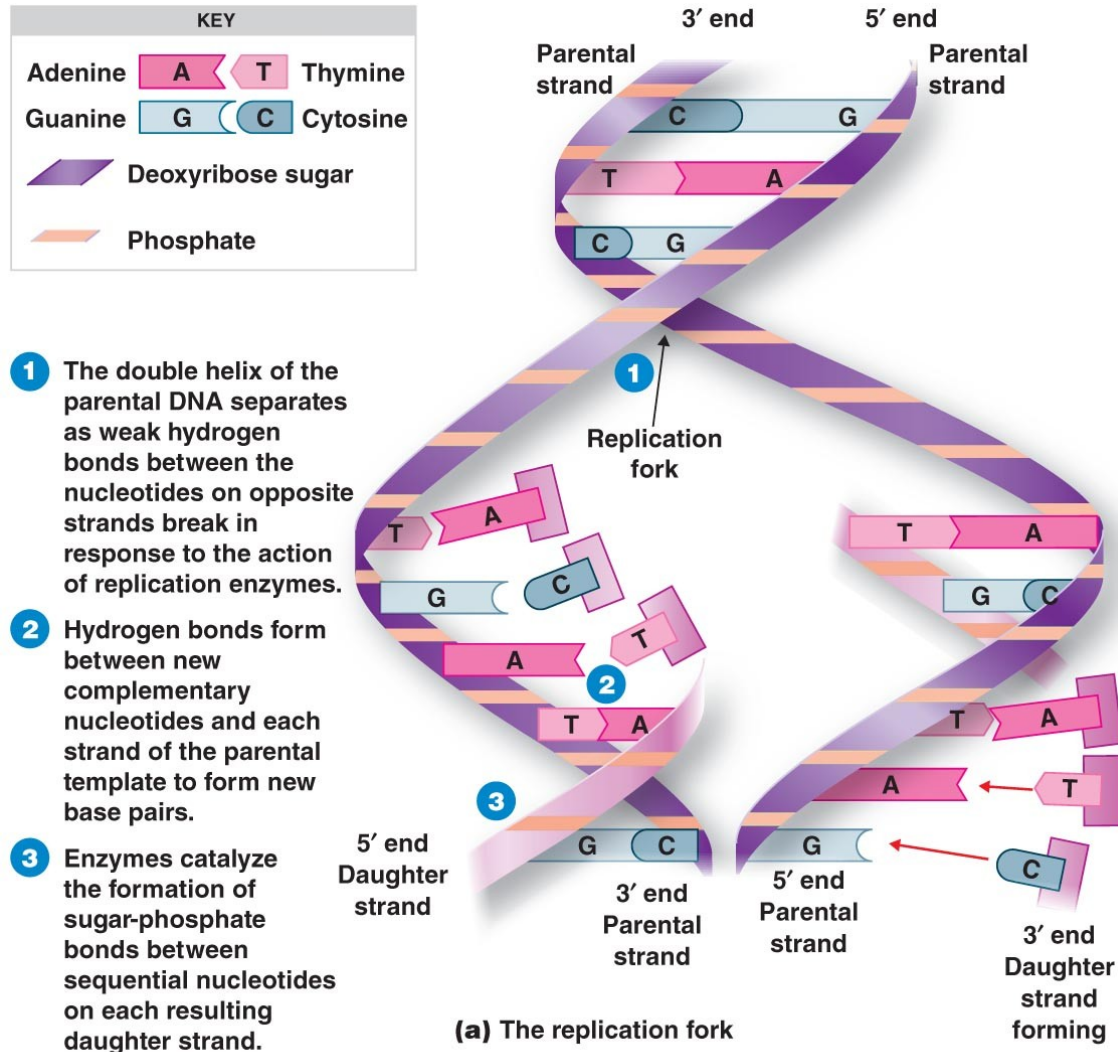 KEY
Adenine A T Thymine
Guanine G C Cytosine
Deoxyribose sugar
Phosphate
3′ end
5′ end
Parental
strand
Parental
strand
C G
T A
C G
1
Replication
fork
1 The double helix of the
parental DNA separates
as weak hydrogen
bonds between the
nucleotides on opposite
strands break in
response to the action
of replication enzymes.
2 Hydrogen bonds form
between new
complementary
nucleotides and each
strand of the parental
template to form new
base pairs.
3 Enzymes catalyze
the formation of
sugar-phosphate
bonds between
sequential nucleotides
on each resulting
daughter strand.
T A
G C
A T
2
T A
3
G C
5′ end
Daughter
strand
3′ end
Parental
strand
T A
G C
T A
A T
G C
5′ end
Parental
strand
3′ end
Daughter
strand
forming
(a) The replication fork